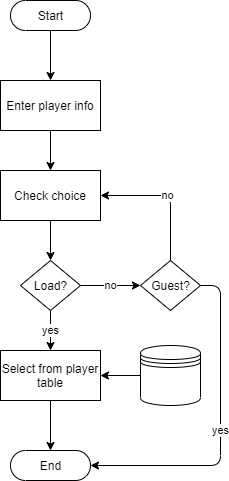 Start
Enter player info
Check choice
no
Load?
no
Guest?
yes
Select from player
table
yes
End